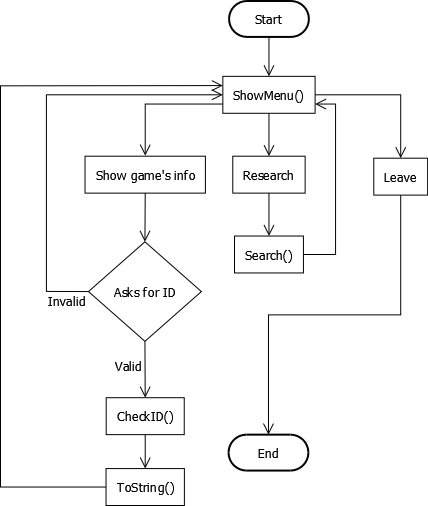 Start
ShowMenu()
Show game's info
Research
Leave
Search()
Asks for ID
Invalid
Valid
CheckID()
End
ToString()